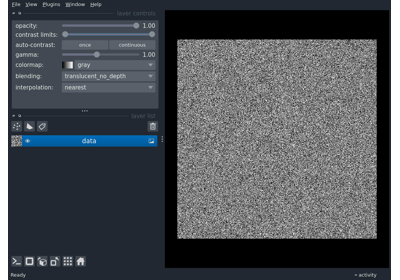 File View Plugins Window Help
layer controls
opacity: 1.00
contrast limits:
auto-contrast: once continuous
gamma: 1.00
colormap: gray
blending: translucent_no_depth
interpolation: nearest
layer list
data
Ready
activity